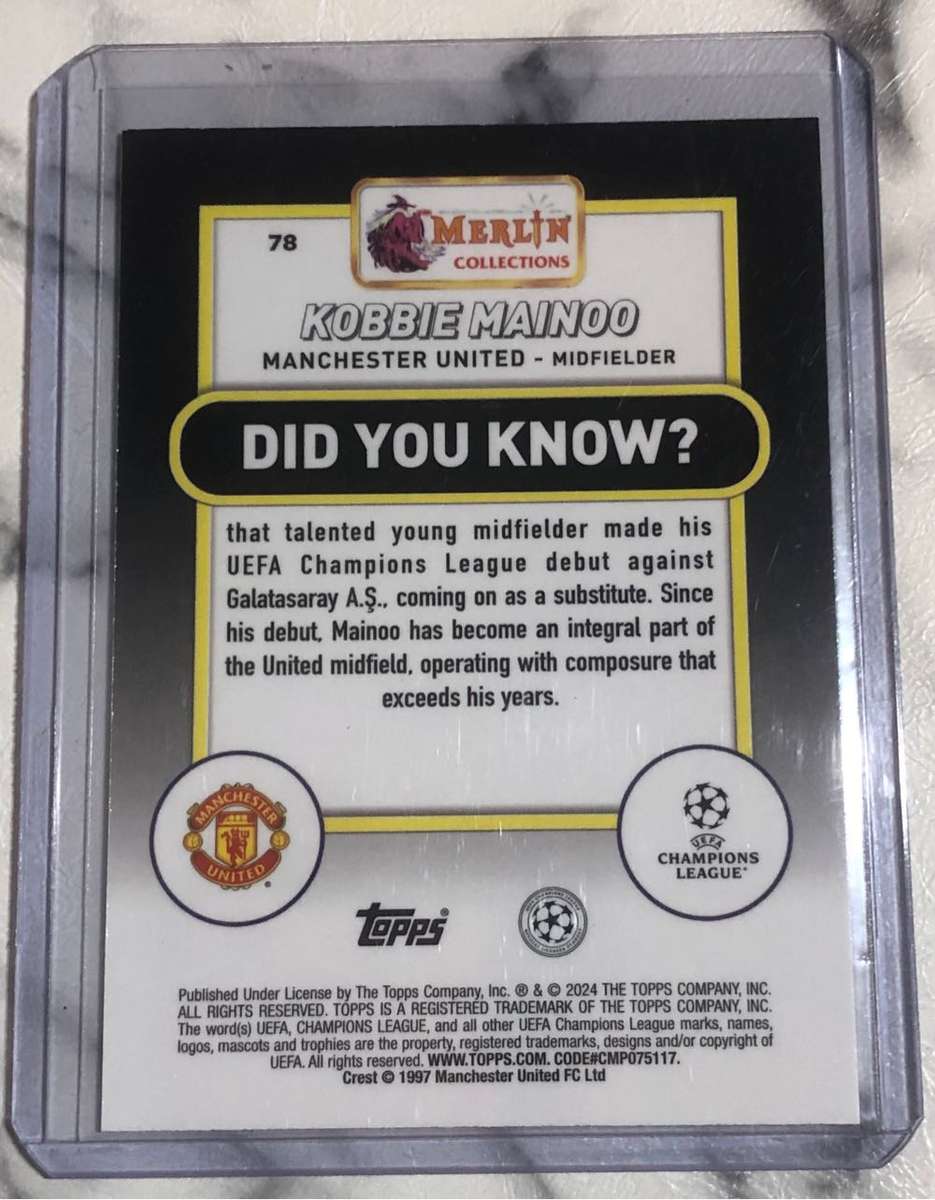 78
MERLIN
COLLECTIONS
KOBBIE MAINOO
MANCHESTER UNITED - MIDFIELDER
DID YOU KNOW?
that talented young midfielder made his
UEFA Champions League debut against
Galatasaray A.Ş., coming on as a substitute. Since
his debut, Mainoo has become an integral part of
the United midfield, operating with composure that
exceeds his years.
MANCHESTER
UNITED
UEFA
CHAMPIONS
LEAGUE
topps
Published Under License by The Topps Company, Inc. ® & © 2024 THE TOPPS COMPANY, INC.
ALL RIGHTS RESERVED. TOPPS IS A REGISTERED TRADEMARK OF THE TOPPS COMPANY, INC.
The word(s) UEFA, CHAMPIONS LEAGUE, and all other UEFA Champions League marks, names,
logos, mascots and trophies are the property, registered trademarks, designs and/or copyright of
UEFA. All rights reserved. WWW.TOPPS.COM. CODE#CMP075117.
Crest © 1997 Manchester United FC Ltd